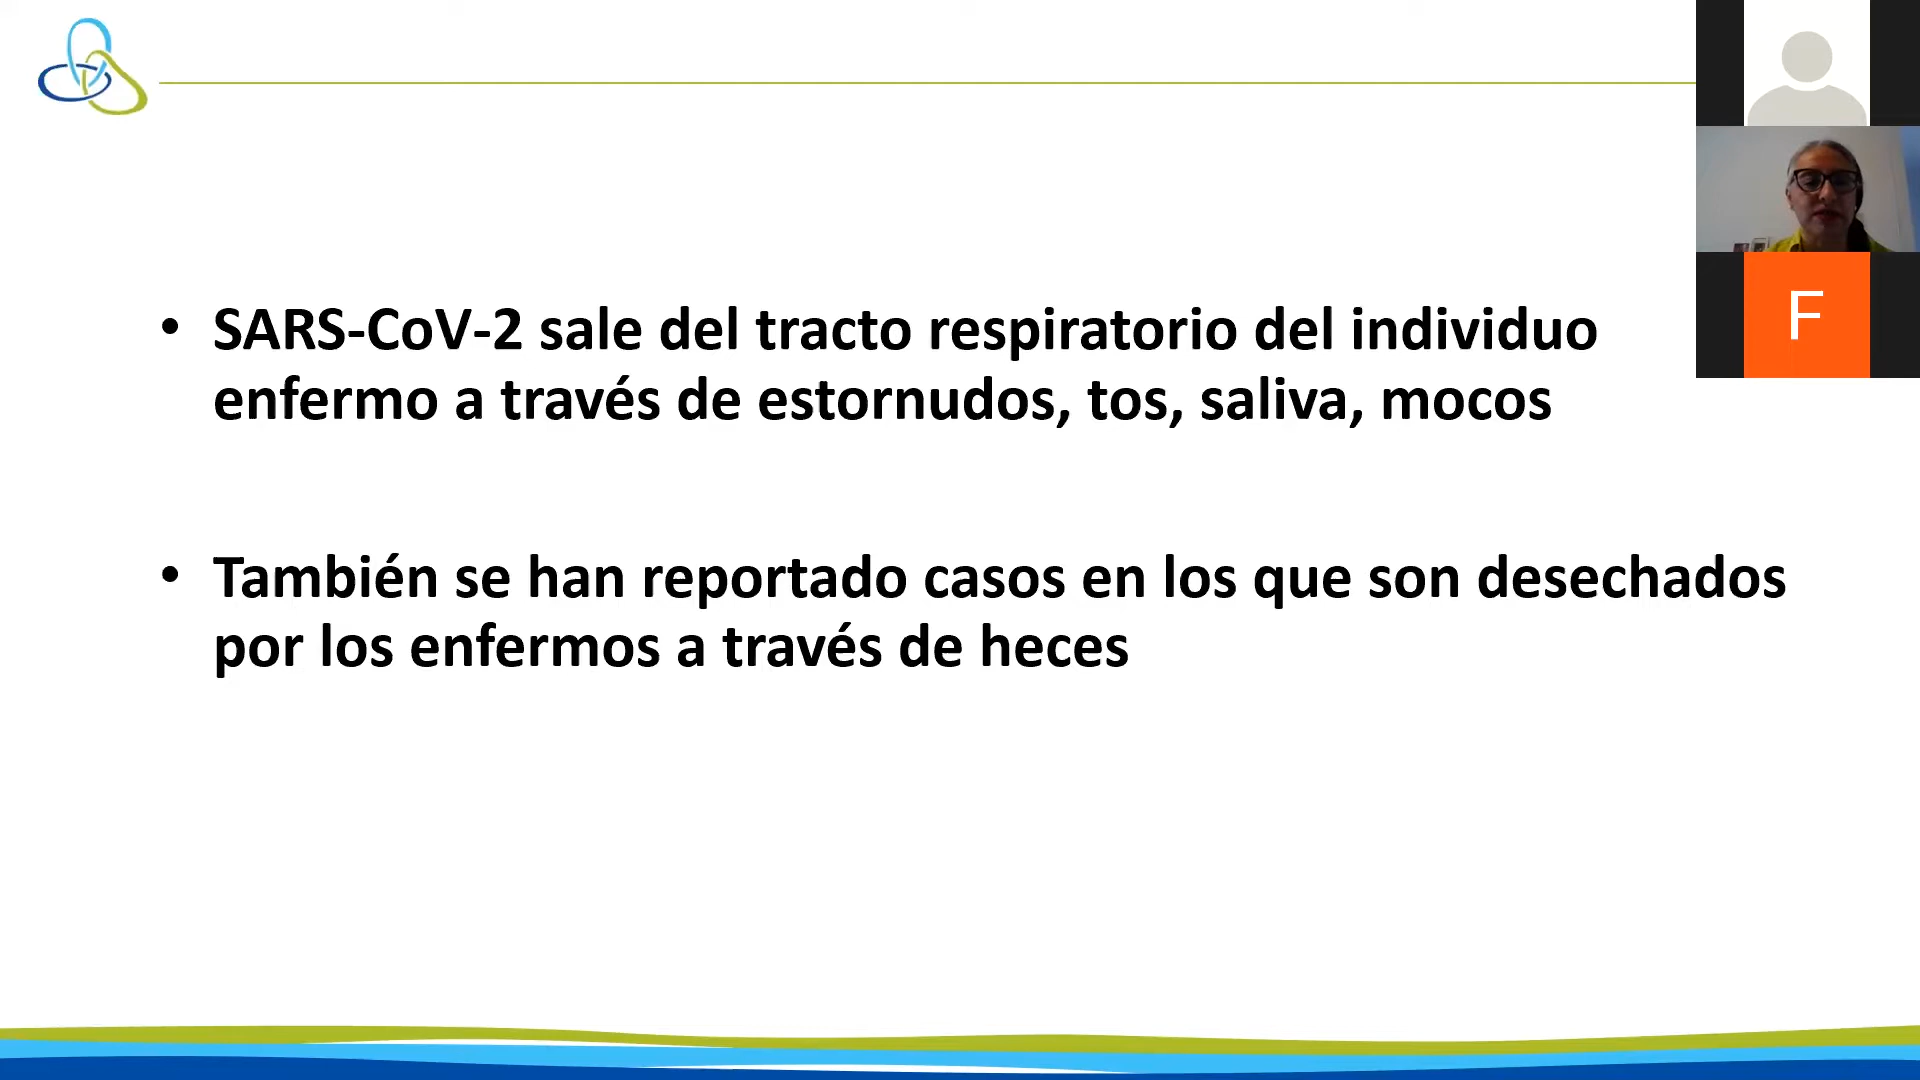 • SARS-CoV-2 sale del tracto respiratorio del individuo
enfermo a través de estornudos, tos, saliva, mocos
• También se han reportado casos en los que son desechados
por los enfermos a través de heces
F